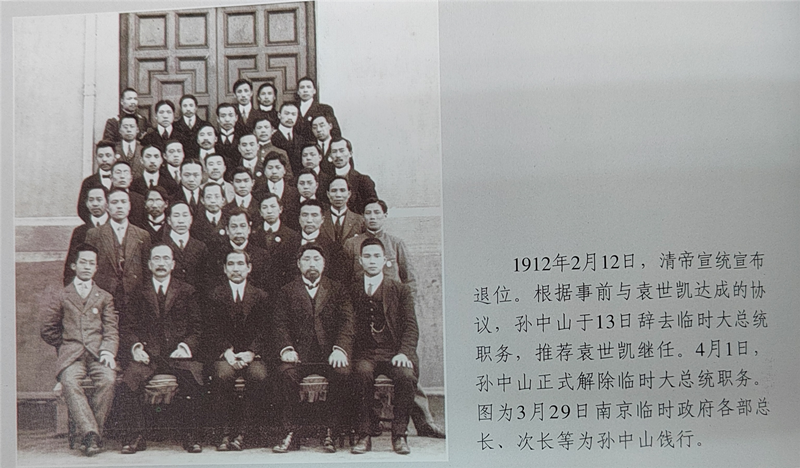 1912年2月12日，清帝宣统宣布
退位。根据事前与袁世凯达成的协
议，孙中山于13日辞去临时大总统
职务，推荐袁世凯继任。4月1日，
孙中山正式解除临时大总统职务。
图为3月29日南京临时政府各部总
长、次长等为孙中山饯行。